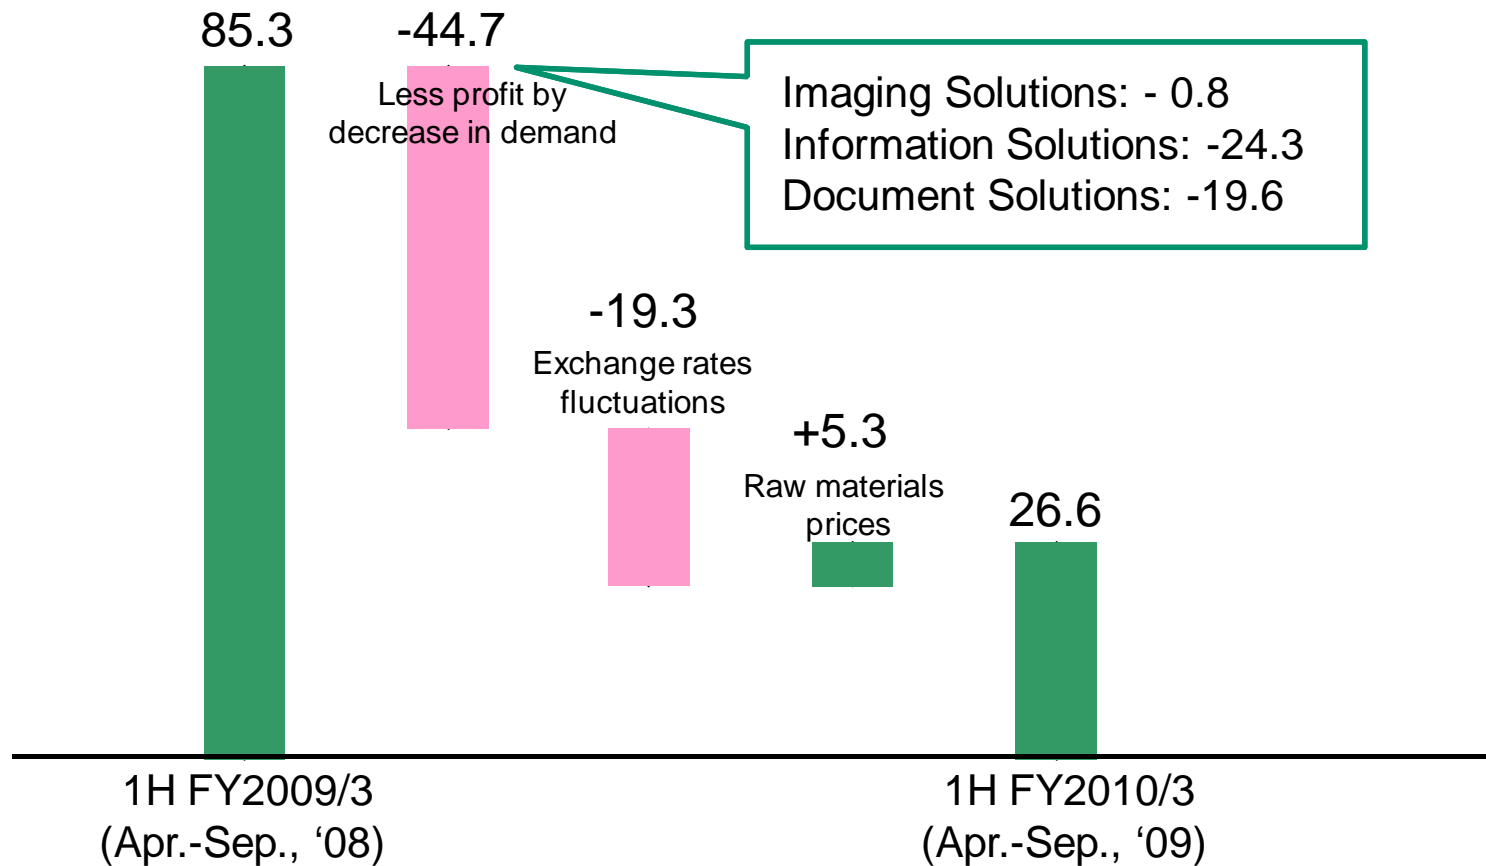 85.3
-44.7
Less profit by
decrease in demand
Imaging Solutions: - 0.8
Information Solutions: -24.3
Document Solutions: -19.6
-19.3
Exchange rates
fluctuations
+5.3
Raw materials
prices
26.6
1H FY2009/3
(Apr.-Sep., ‘08)
1H FY2010/3
(Apr.-Sep., ‘09)